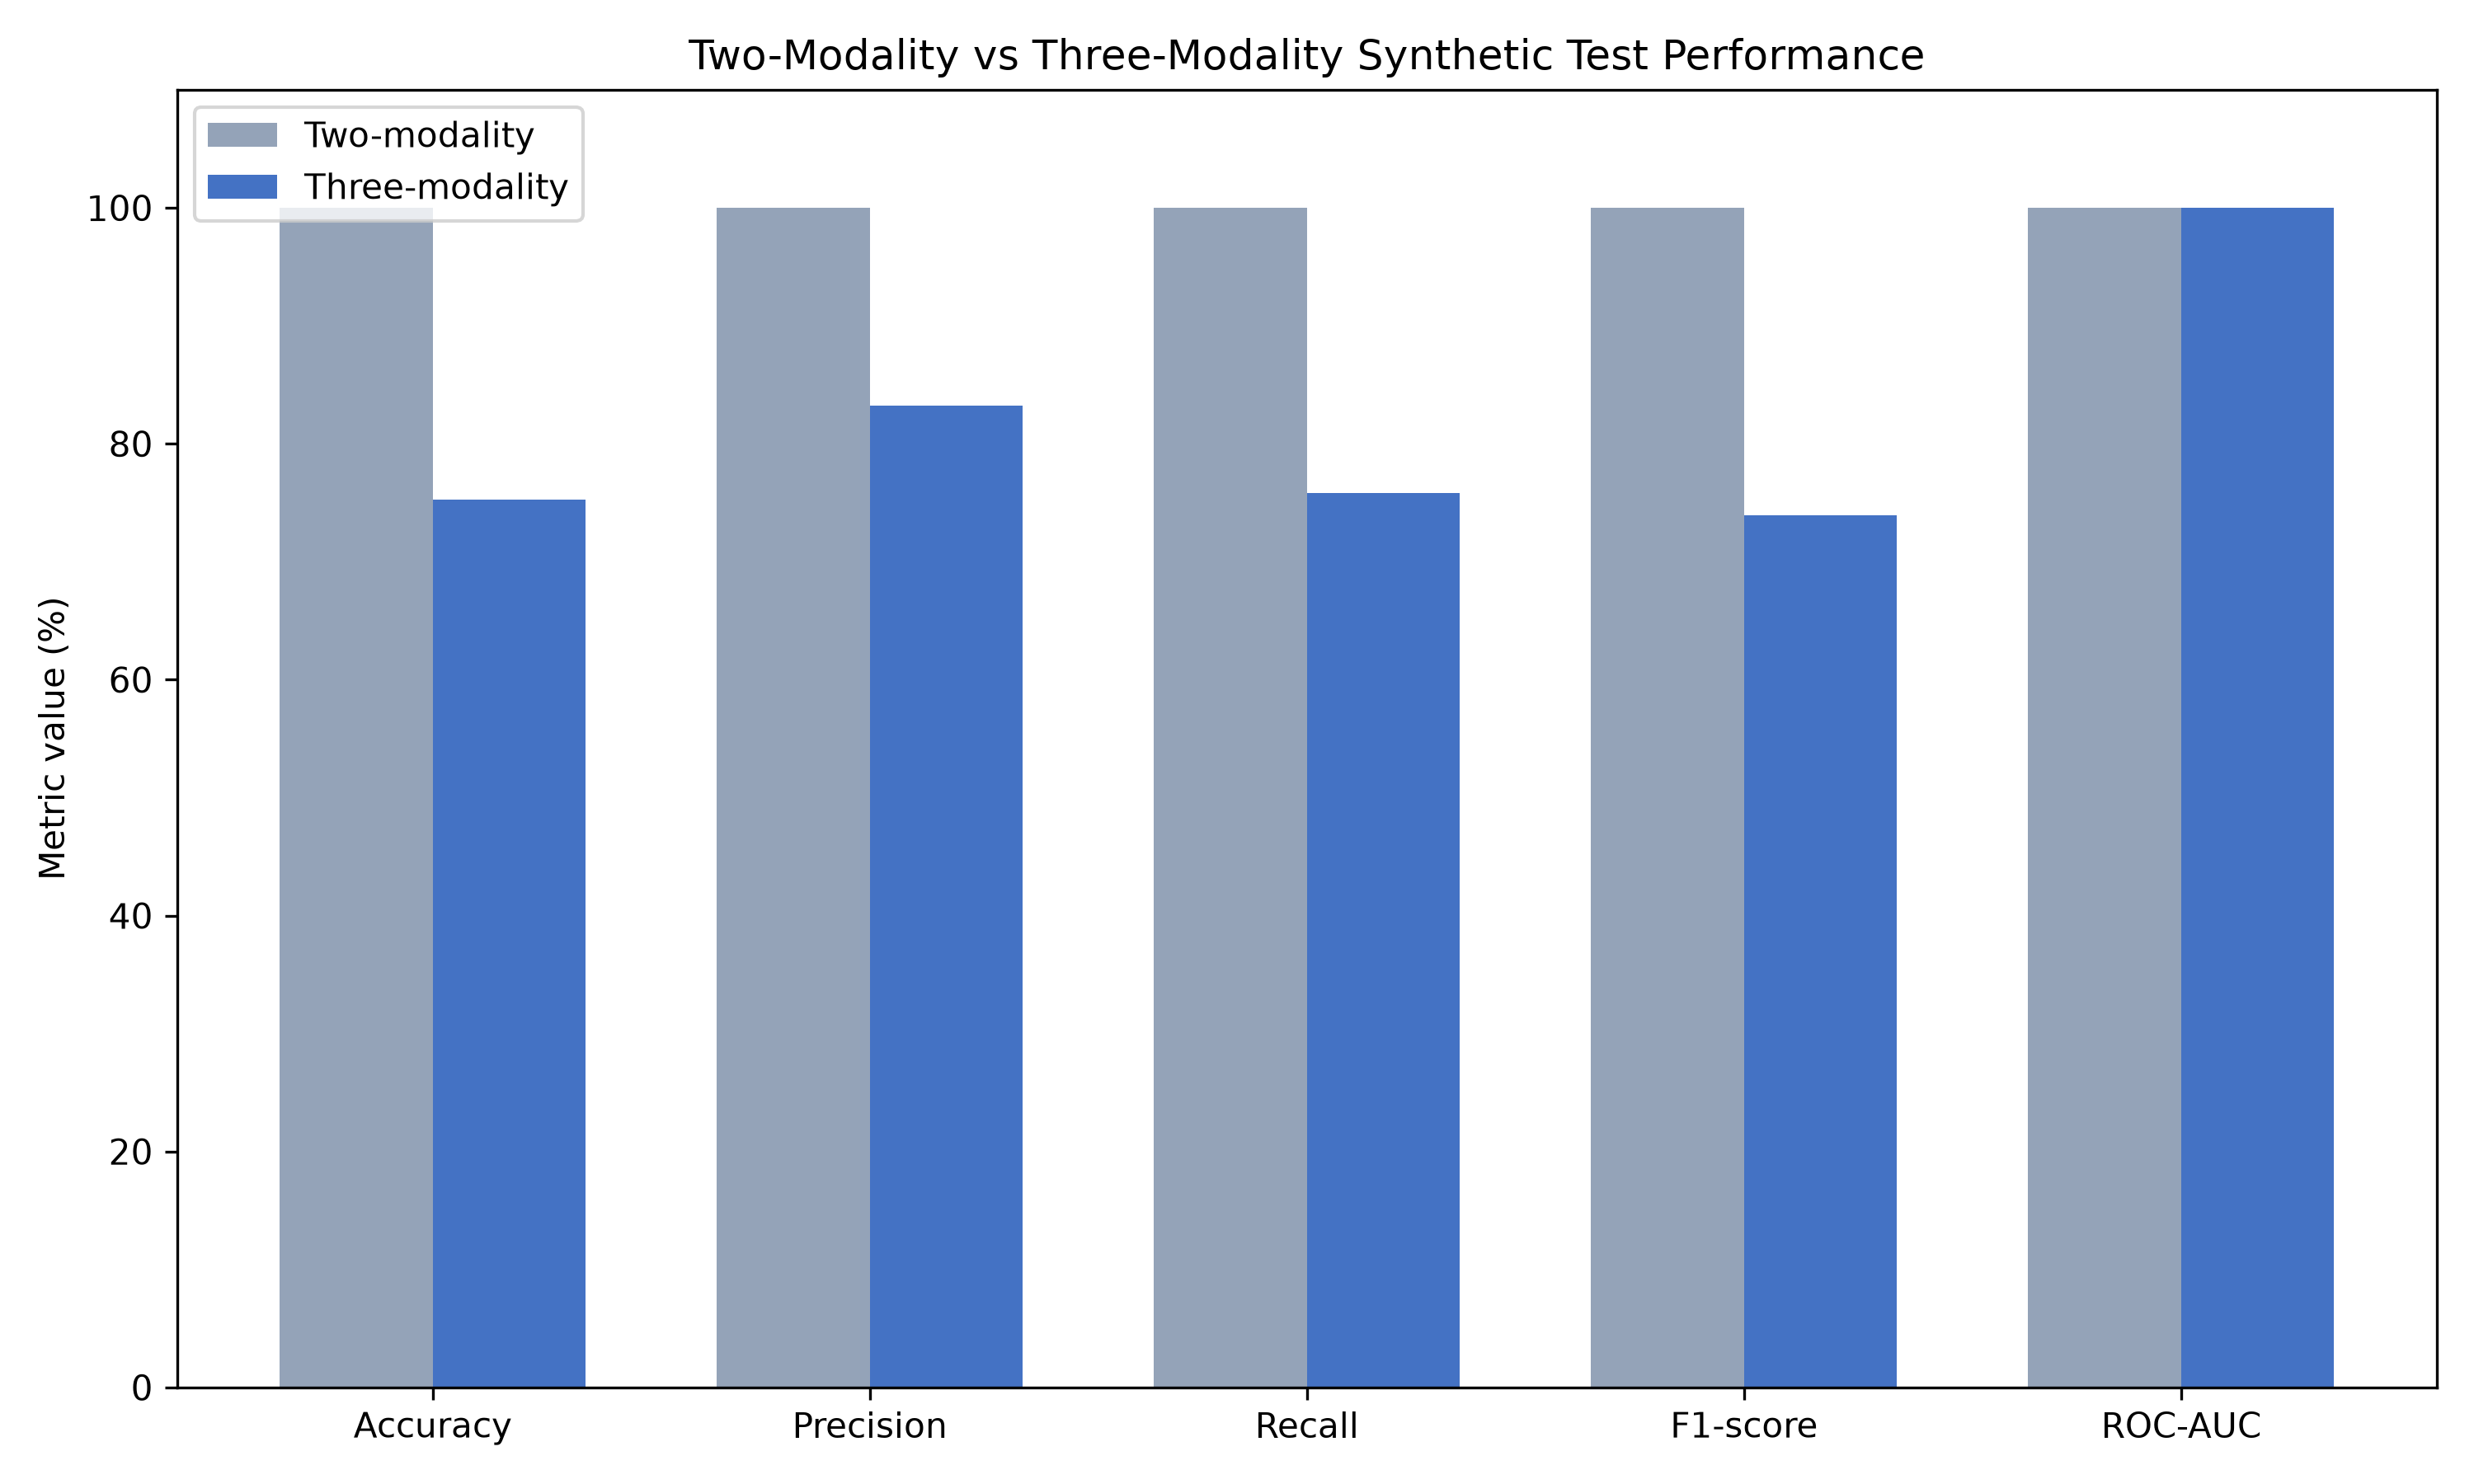 Two-Modality vs Three-Modality Synthetic Test Performance
Two-modality
Three-modality
Metric value (%)
100
80
60
40
20
0
Accuracy
Precision
Recall
F1-score
ROC-AUC